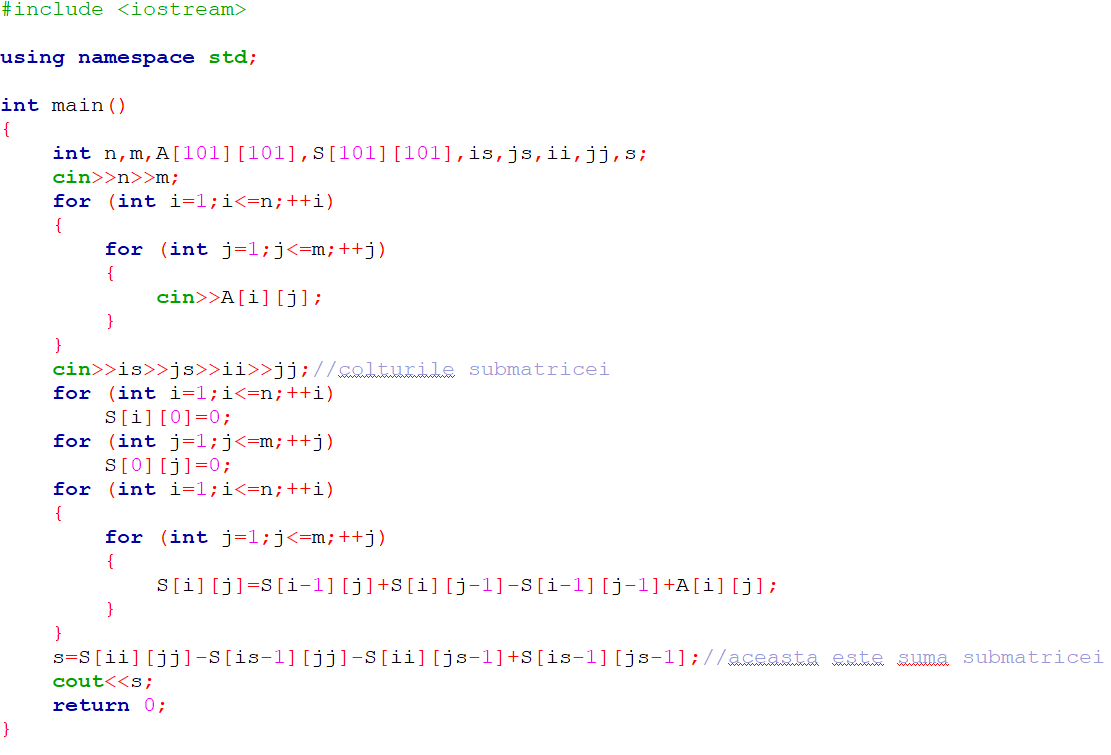 #include <iostream>

using namespace std;

int main()
{
    int n,m,A[101][101],S[101][101],is,js,ii,jj,s;
    cin>>n>>m;
    for (int i=1;i<=n;++i)
    {
        for (int j=1;j<=m;++j)
        {
            cin>>A[i][j];
        }
    }
    cin>>is>>js>>ii>>jj;//colturile submatricei
    for (int i=1;i<=n;++i)
        S[i][0]=0;
    for (int j=1;j<=m;++j)
        S[0][j]=0;
    for (int i=1;i<=n;++i)
    {
        for (int j=1;j<=m;++j)
        {
            S[i][j]=S[i-1][j]+S[i][j-1]-S[i-1][j-1]+A[i][j];
        }
    }
    s=S[ii][jj]-S[is-1][jj]-S[ii][js-1]+S[is-1][js-1];//aceasta este suma submatricei
    cout<<s;
    return 0;
}